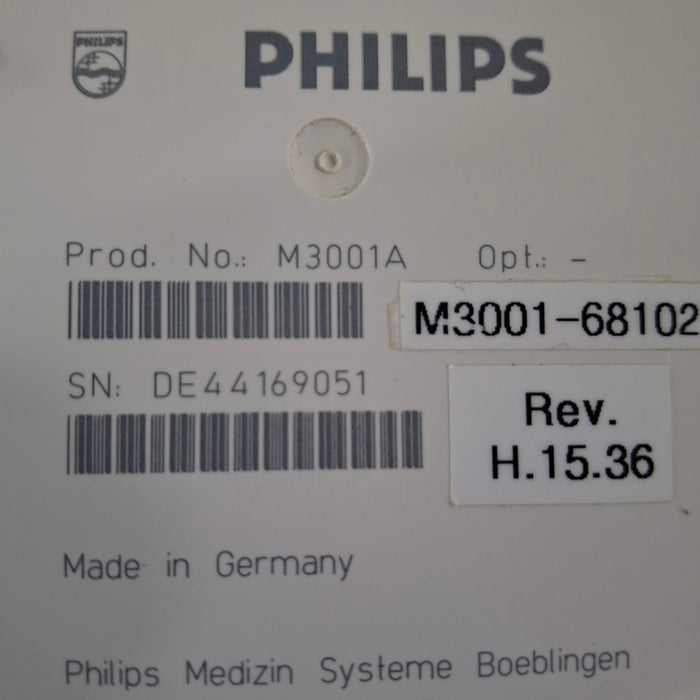 PHILIPS
PHILIPS
Prod. No.: M3001A Opt.: -
M3001-68102
SN: DE44169051
Rev.
H.15.36
Made in Germany
Philips Medizin Systeme Boeblingen